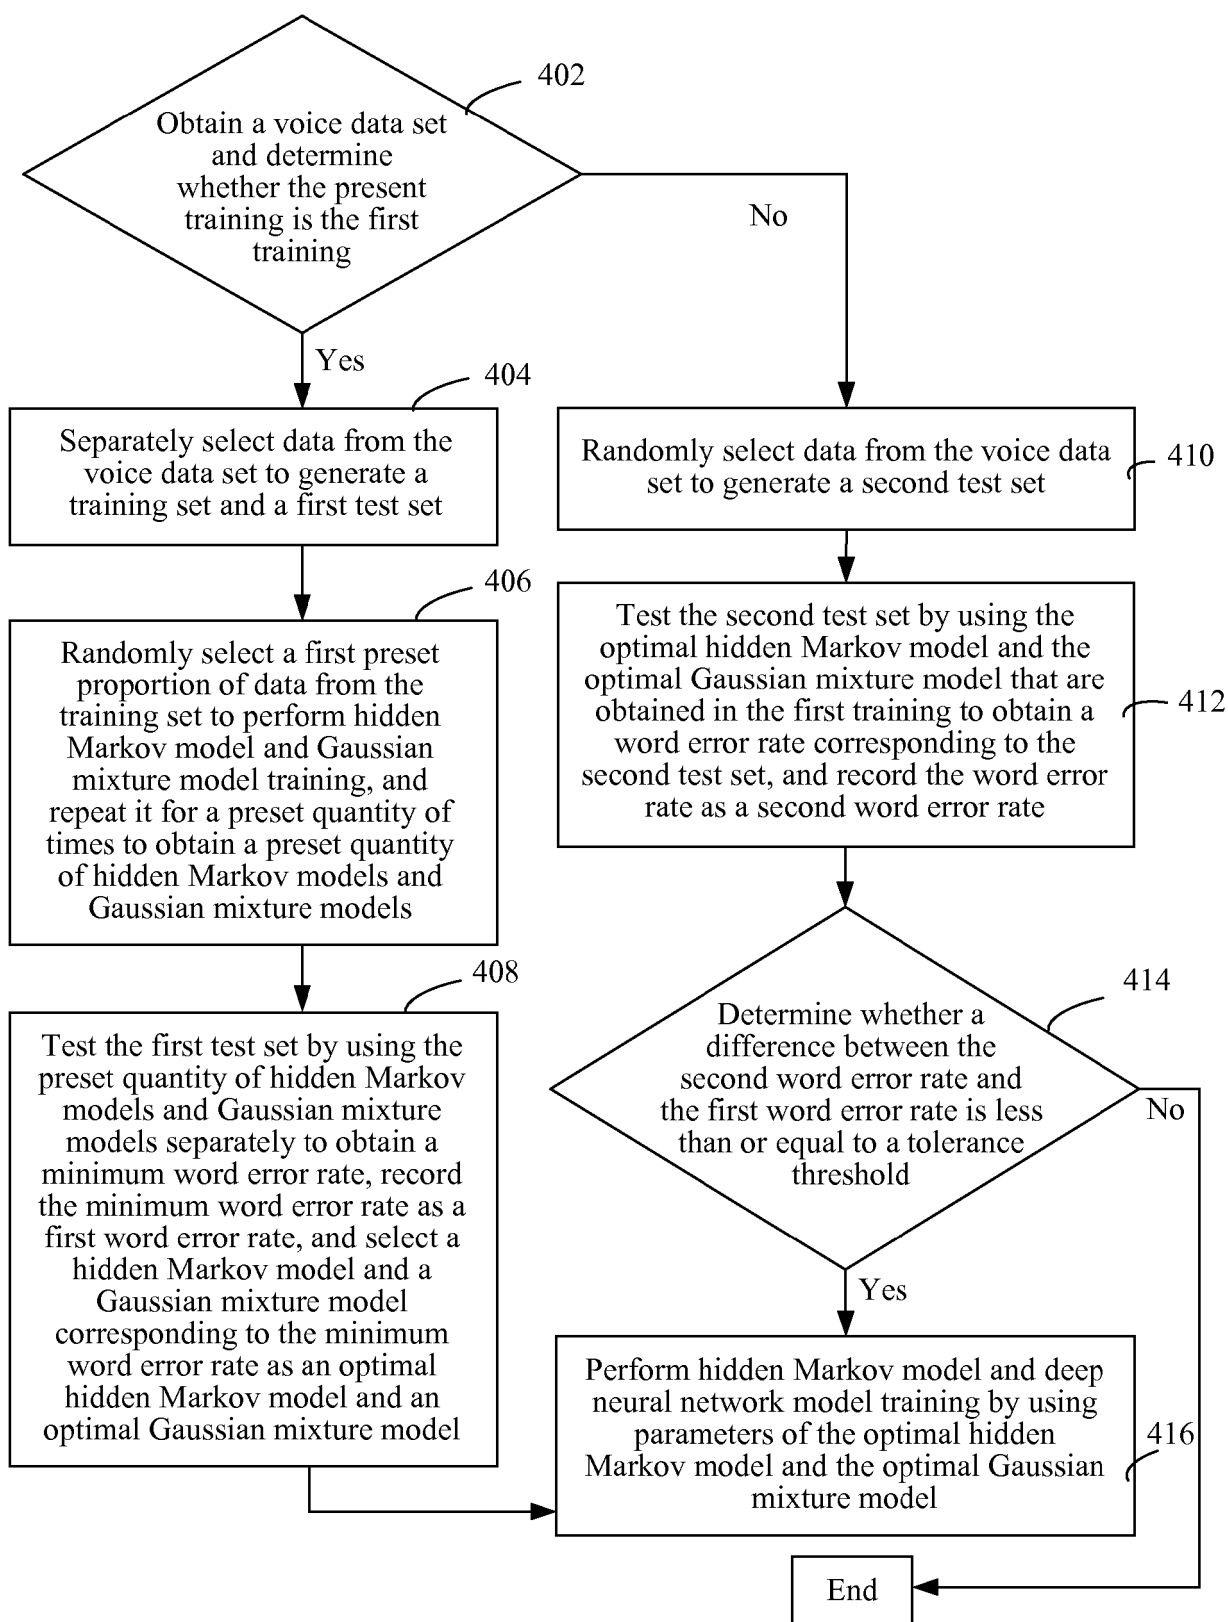 402
Obtain a voice data set
and determine
whether the present
training is the first
training
No
Yes
404
Separately select data from the
voice data set to generate a
training set and a first test set
Randomly select data from the voice data
set to generate a second test set
410
406
Randomly select a first preset
proportion of data from the
training set to perform hidden
Markov model and Gaussian
mixture model training, and
repeat it for a preset quantity of
times to obtain a preset quantity
of hidden Markov models and
Gaussian mixture models
Test the second test set by using the
optimal hidden Markov model and the
optimal Gaussian mixture model that are
obtained in the first training to obtain a
word error rate corresponding to the
second test set, and record the word error
rate as a second word error rate
412
408
Test the first test set by using the
preset quantity of hidden Markov
models and Gaussian mixture
models separately to obtain a
minimum word error rate, record
the minimum word error rate as a
first word error rate, and select a
hidden Markov model and a
Gaussian mixture model
corresponding to the minimum
word error rate as an optimal
hidden Markov model and an
optimal Gaussian mixture model
414
Determine whether a
difference between the
second word error rate and
the first word error rate is less
than or equal to a tolerance
threshold
No
Yes
Perform hidden Markov model and deep
neural network model training by using
parameters of the optimal hidden
Markov model and the optimal Gaussian
mixture model
416
End